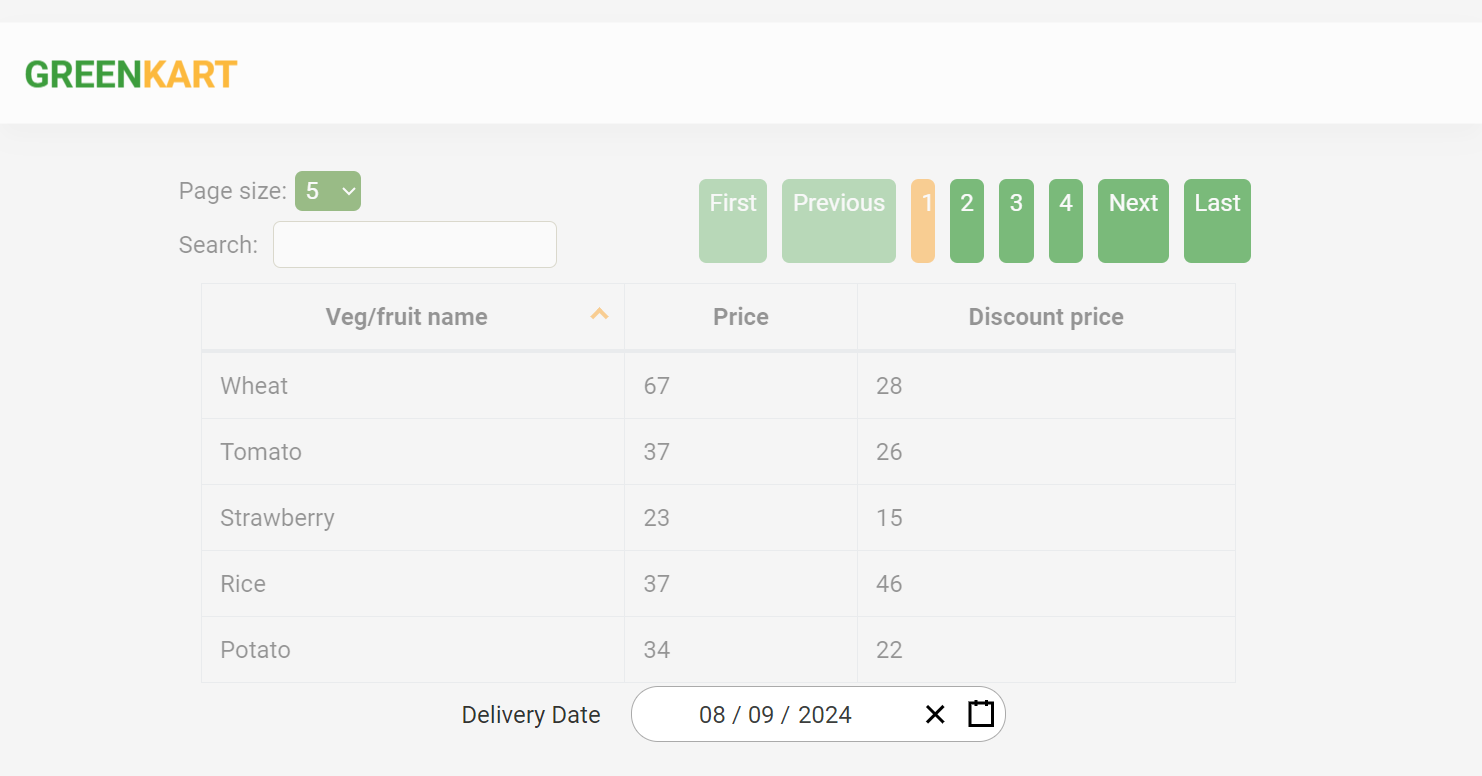 GREENKART
Page size: 5
Search:
First Previous 1 2 3 4 Next Last
Veg/fruit name Price Discount price
Wheat 67 28
Tomato 37 26
Strawberry 23 15
Rice 37 46
Potato 34 22
Delivery Date 08 / 09 / 2024